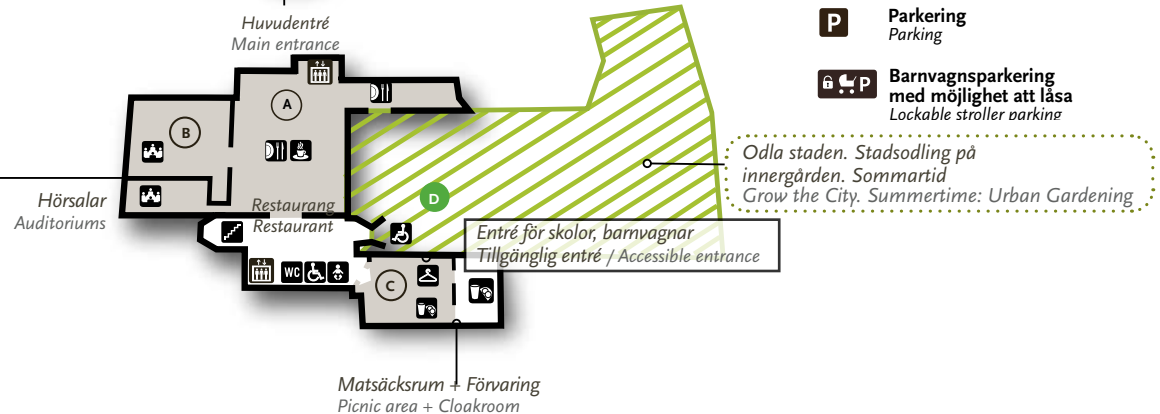 Huvudentré
Main entrance
P
Parkering
Parking
P
Barnvagnsparkering
med möjlighet att låsa
Lockable stroller parking
A
B
Odla staden. Stadsodling på
innergården. Sommartid
Grow the City. Summertime: Urban Gardening
Hörsalar
Auditoriums
Restaurang
Restaurant
D
Entré för skolor, barnvagnar
Tillgänglig entré / Accessible entrance
WC
C
Matsäcksrum + Förvaring
Picnic area + Cloakroom